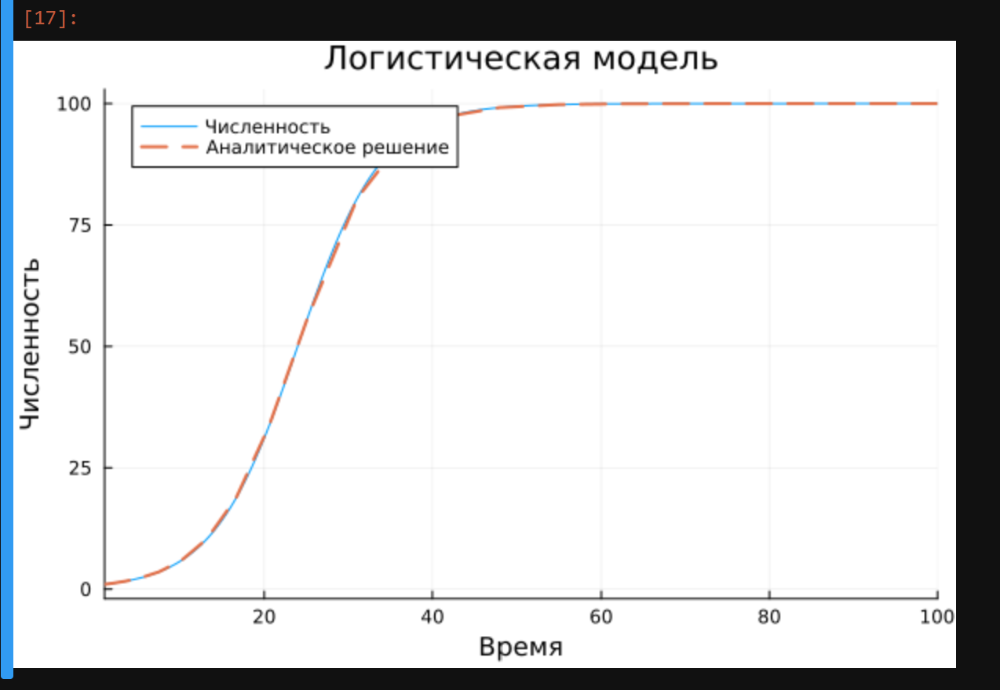 [17]:
Логистическая модель
Численность
Аналитическое решение
100
75
50
25
0
Численность
20 40 60 80 100
Время